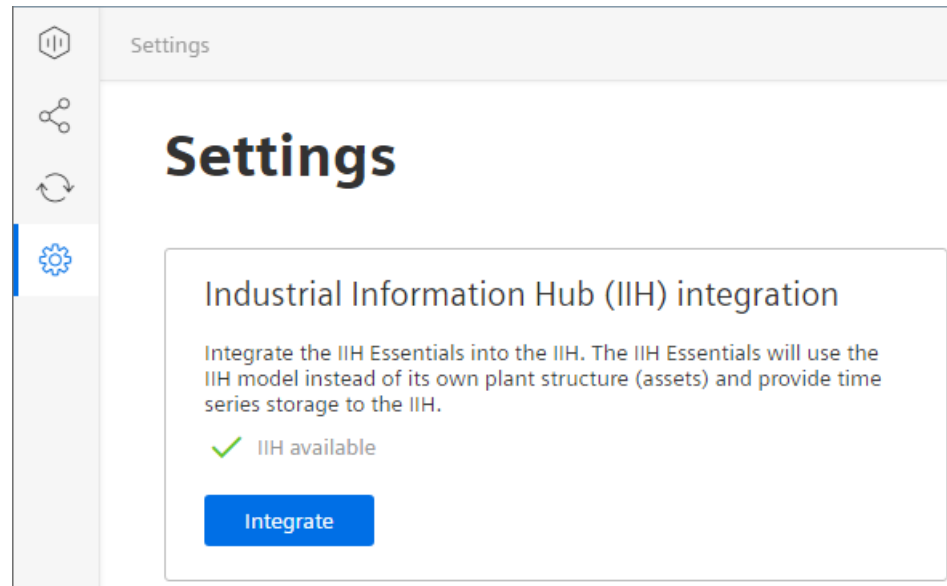 Settings
Settings
Industrial Information Hub (IIH) integration
Integrate the IIH Essentials into the IIH. The IIH Essentials will use the
IIH model instead of its own plant structure (assets) and provide time
series storage to the IIH.
IIH available
Integrate